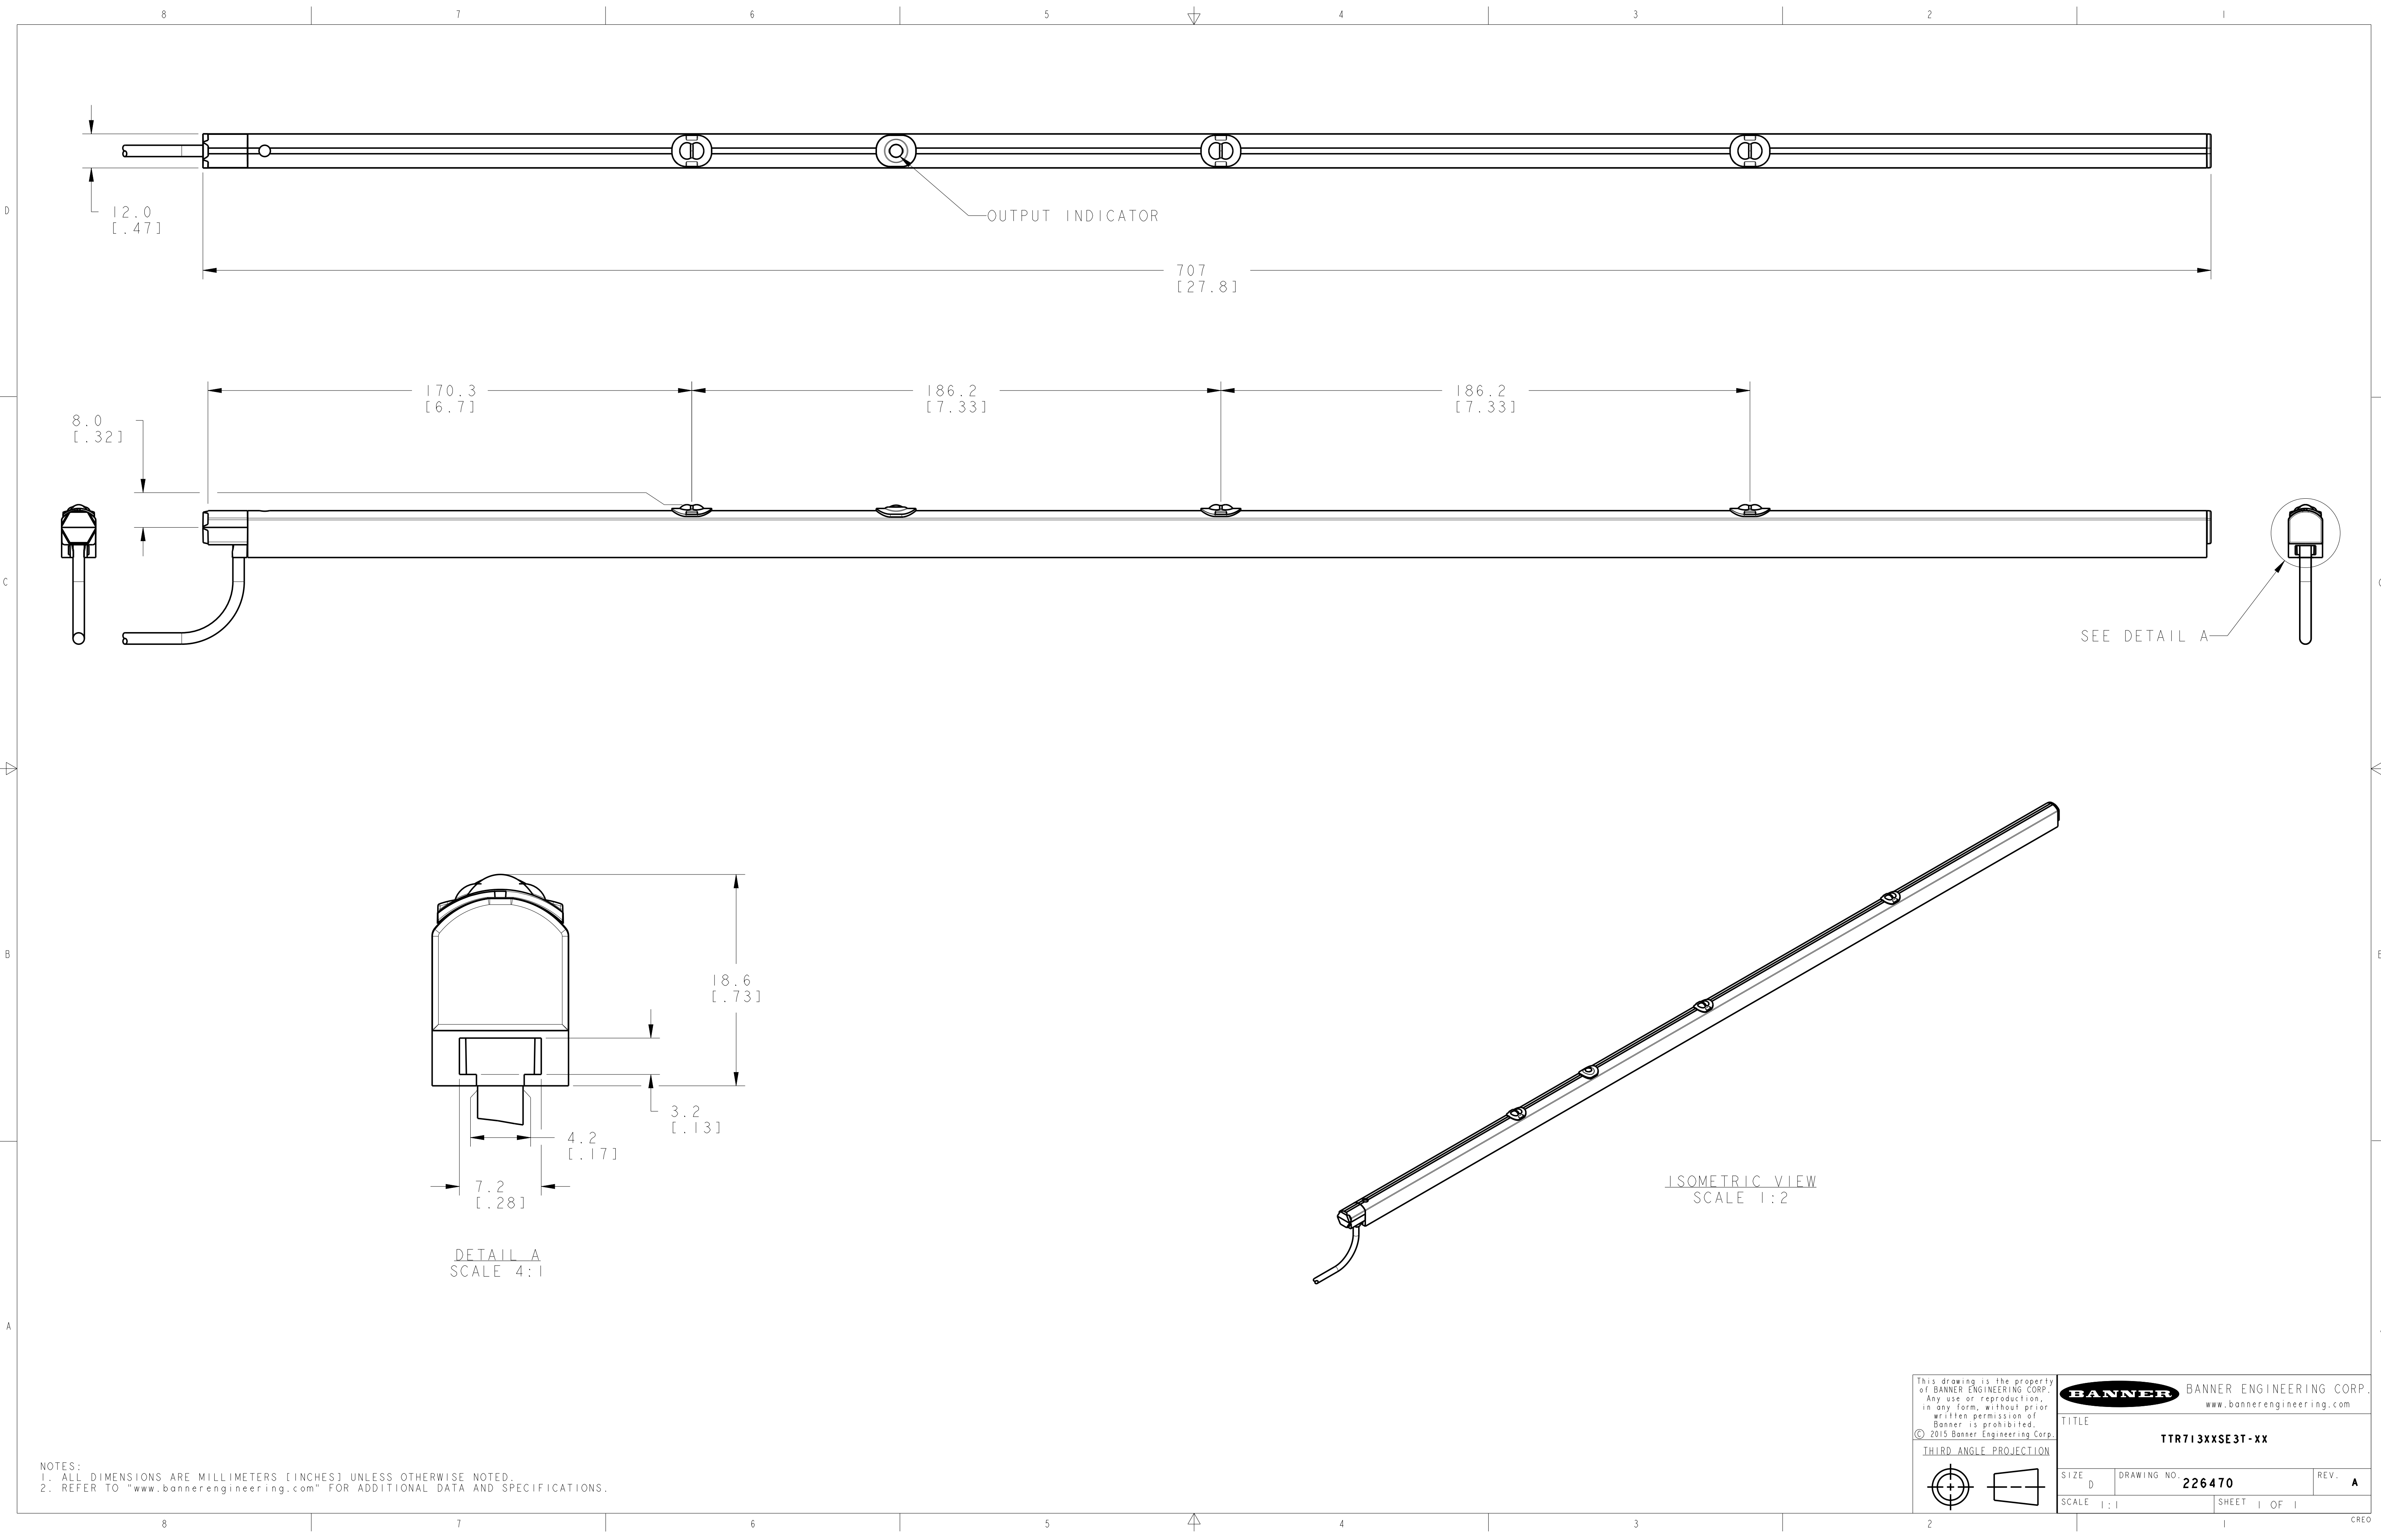 8 7 6 5 4 3 2 1
D
12.0
[.47]
OUTPUT INDICATOR
707
[27.8]
170.3
[6.7]
186.2
[7.33]
186.2
[7.33]
8.0
[.32]
C
SEE DETAIL A
B
18.6
[.73]
3.2
[.13]
4.2
[.17]
7.2
[.28]
DETAIL A
SCALE 4:1
ISOMETRIC VIEW
SCALE 1:2
A
NOTES:
1. ALL DIMENSIONS ARE MILLIMETERS [INCHES] UNLESS OTHERWISE NOTED.
2. REFER TO "www.bannerengineering.com" FOR ADDITIONAL DATA AND SPECIFICATIONS.
This drawing is the property
of BANNER ENGINEERING CORP.
Any use or reproduction,
in any form, without prior
written permission of
Banner is prohibited.
© 2015 Banner Engineering Corp.
THIRD ANGLE PROJECTION
BANNER
BANNER ENGINEERING CORP.
www.bannerengineering.com
TITLE
TTR713XXSE3T-XX
SIZE D
DRAWING NO. 226470
REV. A
SCALE 1:1
SHEET 1 OF 1
CREO
8 7 6 5 4 3 2 1